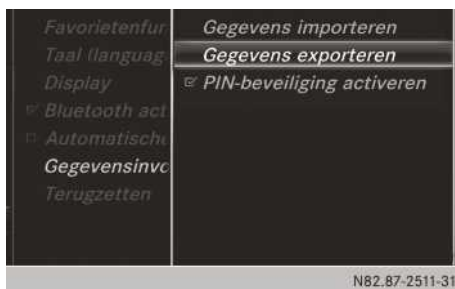 Favorietenfur
Taal (languag
Display
Bluetooth act
Automatische
Gegevensinvo
Terugzetten
Gegevens importeren
Gegevens exporteren
PIN-beveiliging activeren
N82.87-2511-31